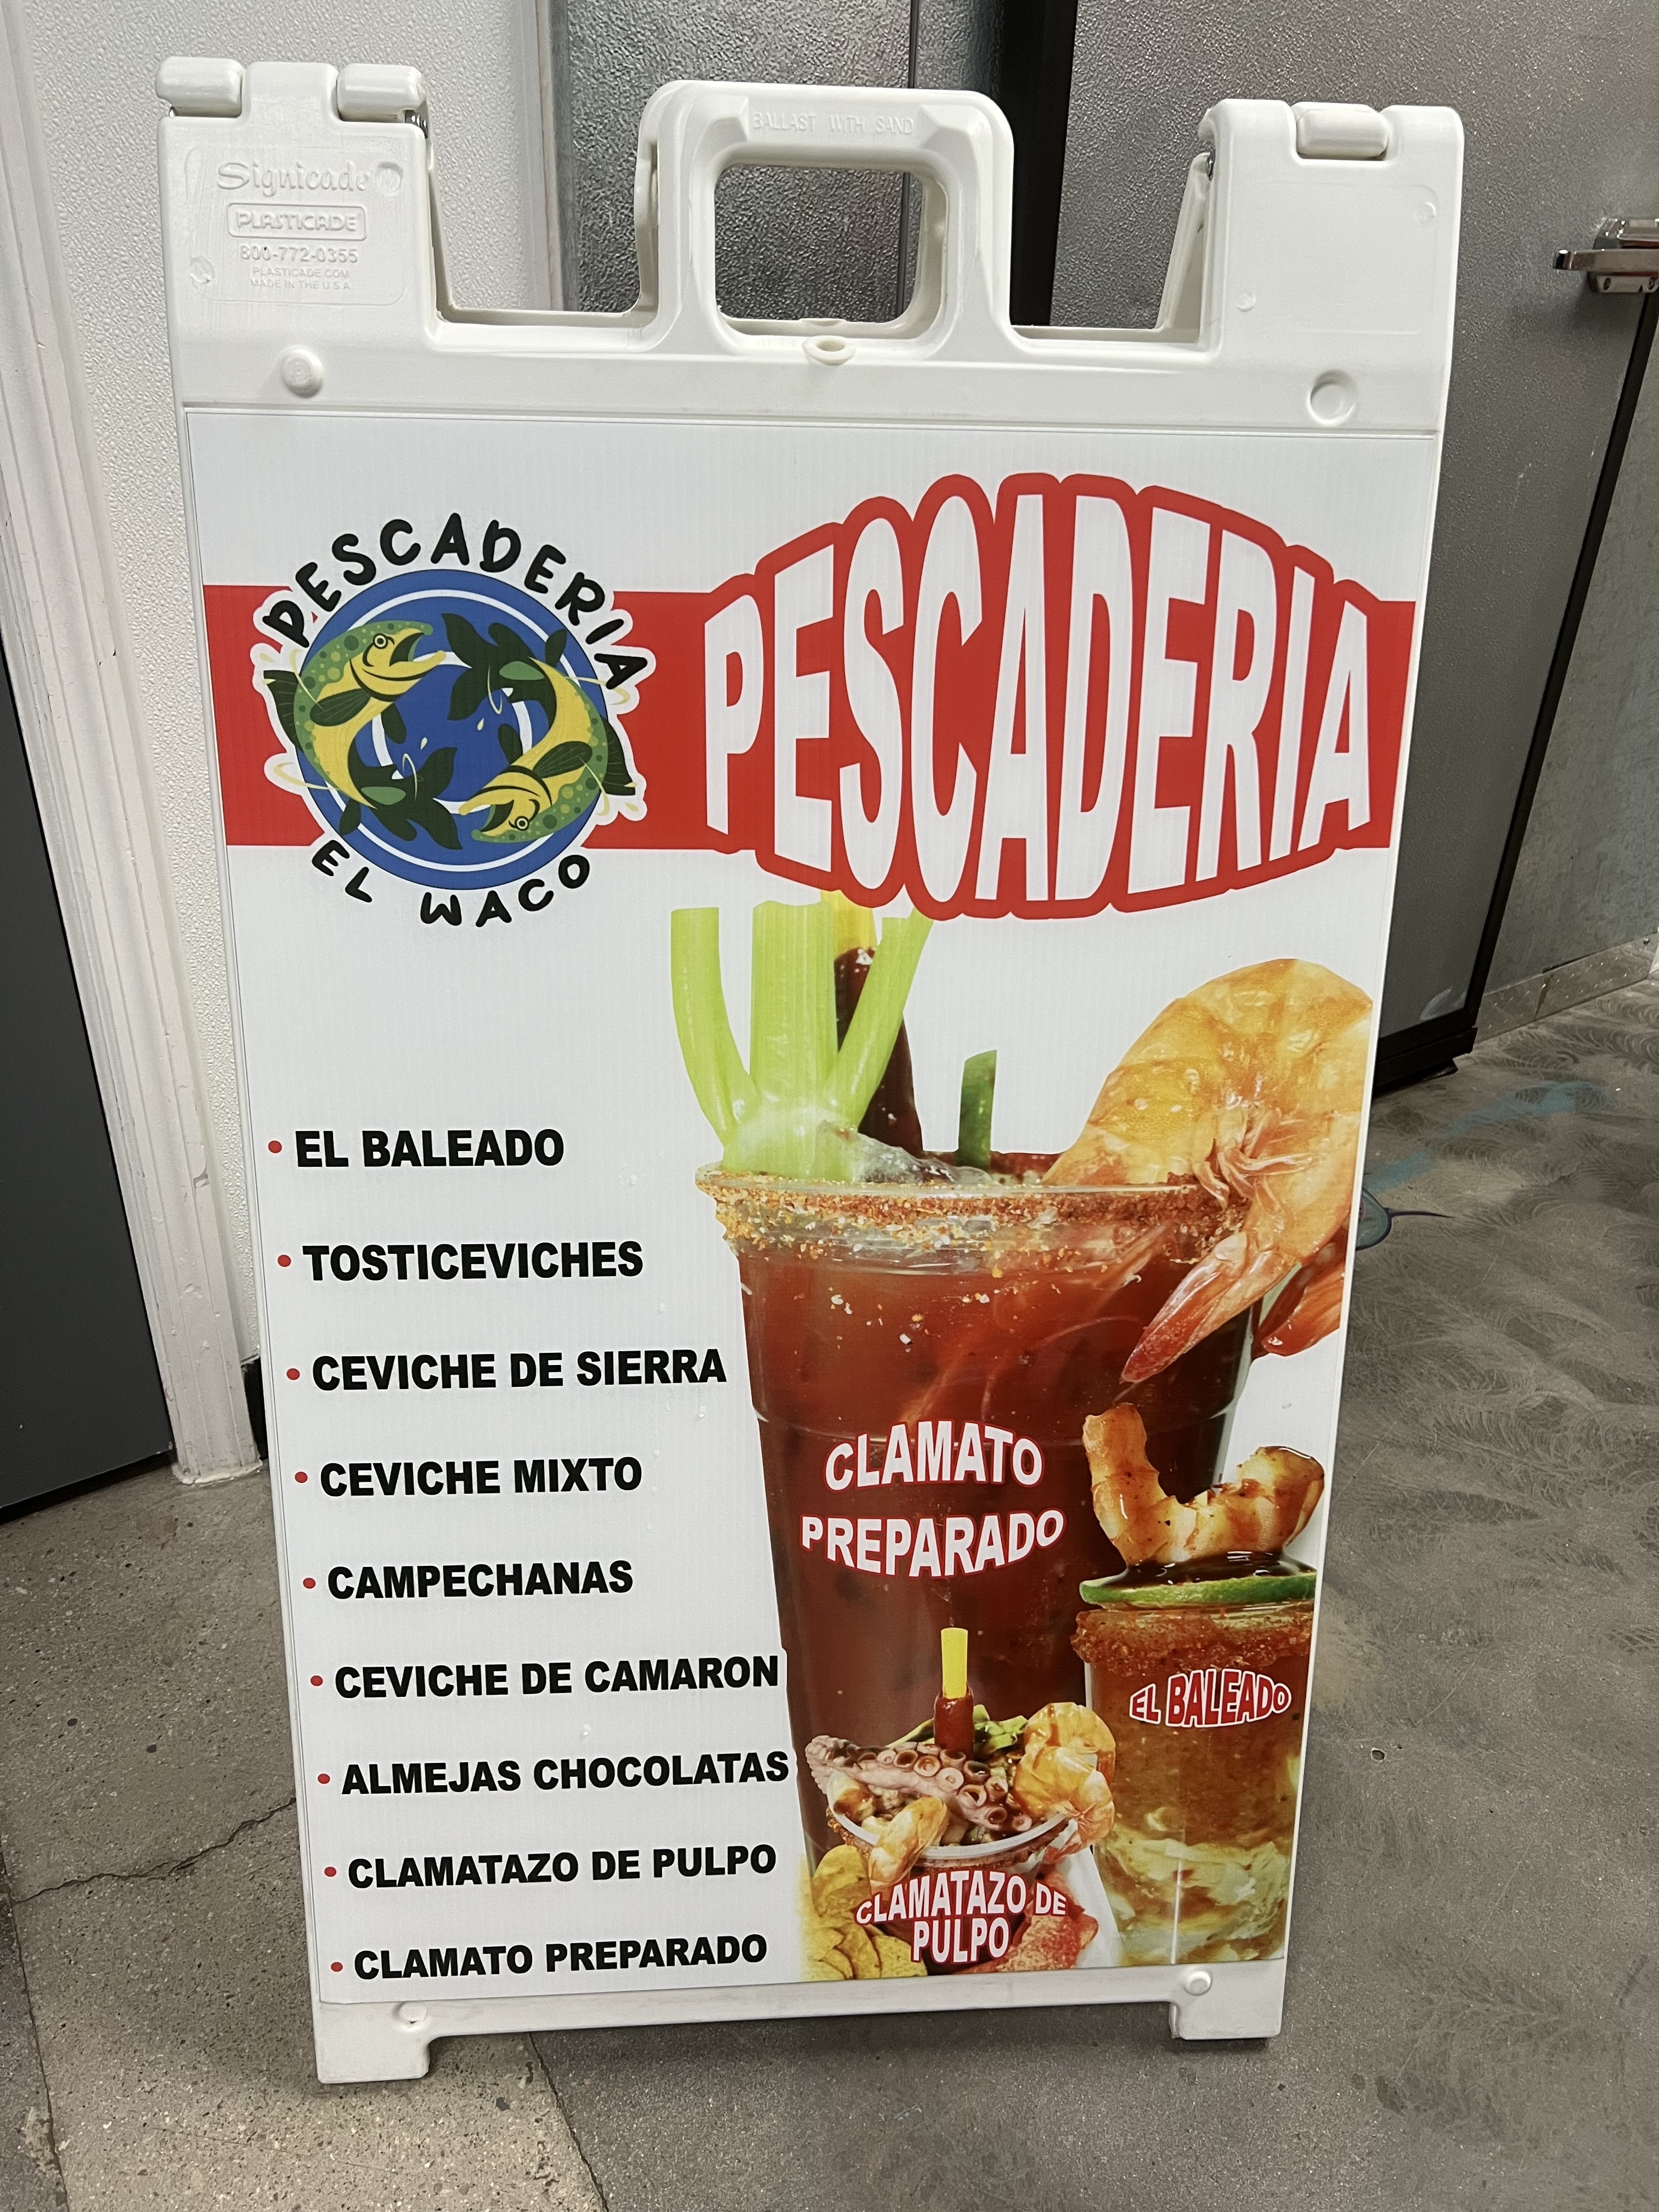 BALLAST WITH SAND
Signicade
PLASTICADE
800-772-0355
PLASTICADE.COM
MADE IN THE U.S.A
PESCADERIA
EL WACO
PESCADERIA
• EL BALEADO
• TOSTICEVICHES
• CEVICHE DE SIERRA
• CEVICHE MIXTO
• CAMPECHANAS
• CEVICHE DE CAMARON
• ALMEJAS CHOCOLATAS
• CLAMATAZO DE PULPO
• CLAMATO PREPARADO
CLAMATO
PREPARADO
EL BALEADO
CLAMATAZO DE
PULPO